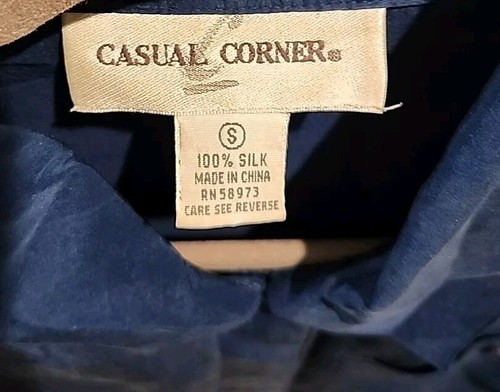 CASUAL CORNER®
S
100% SILK
MADE IN CHINA
RN 58973
CARE SEE REVERSE